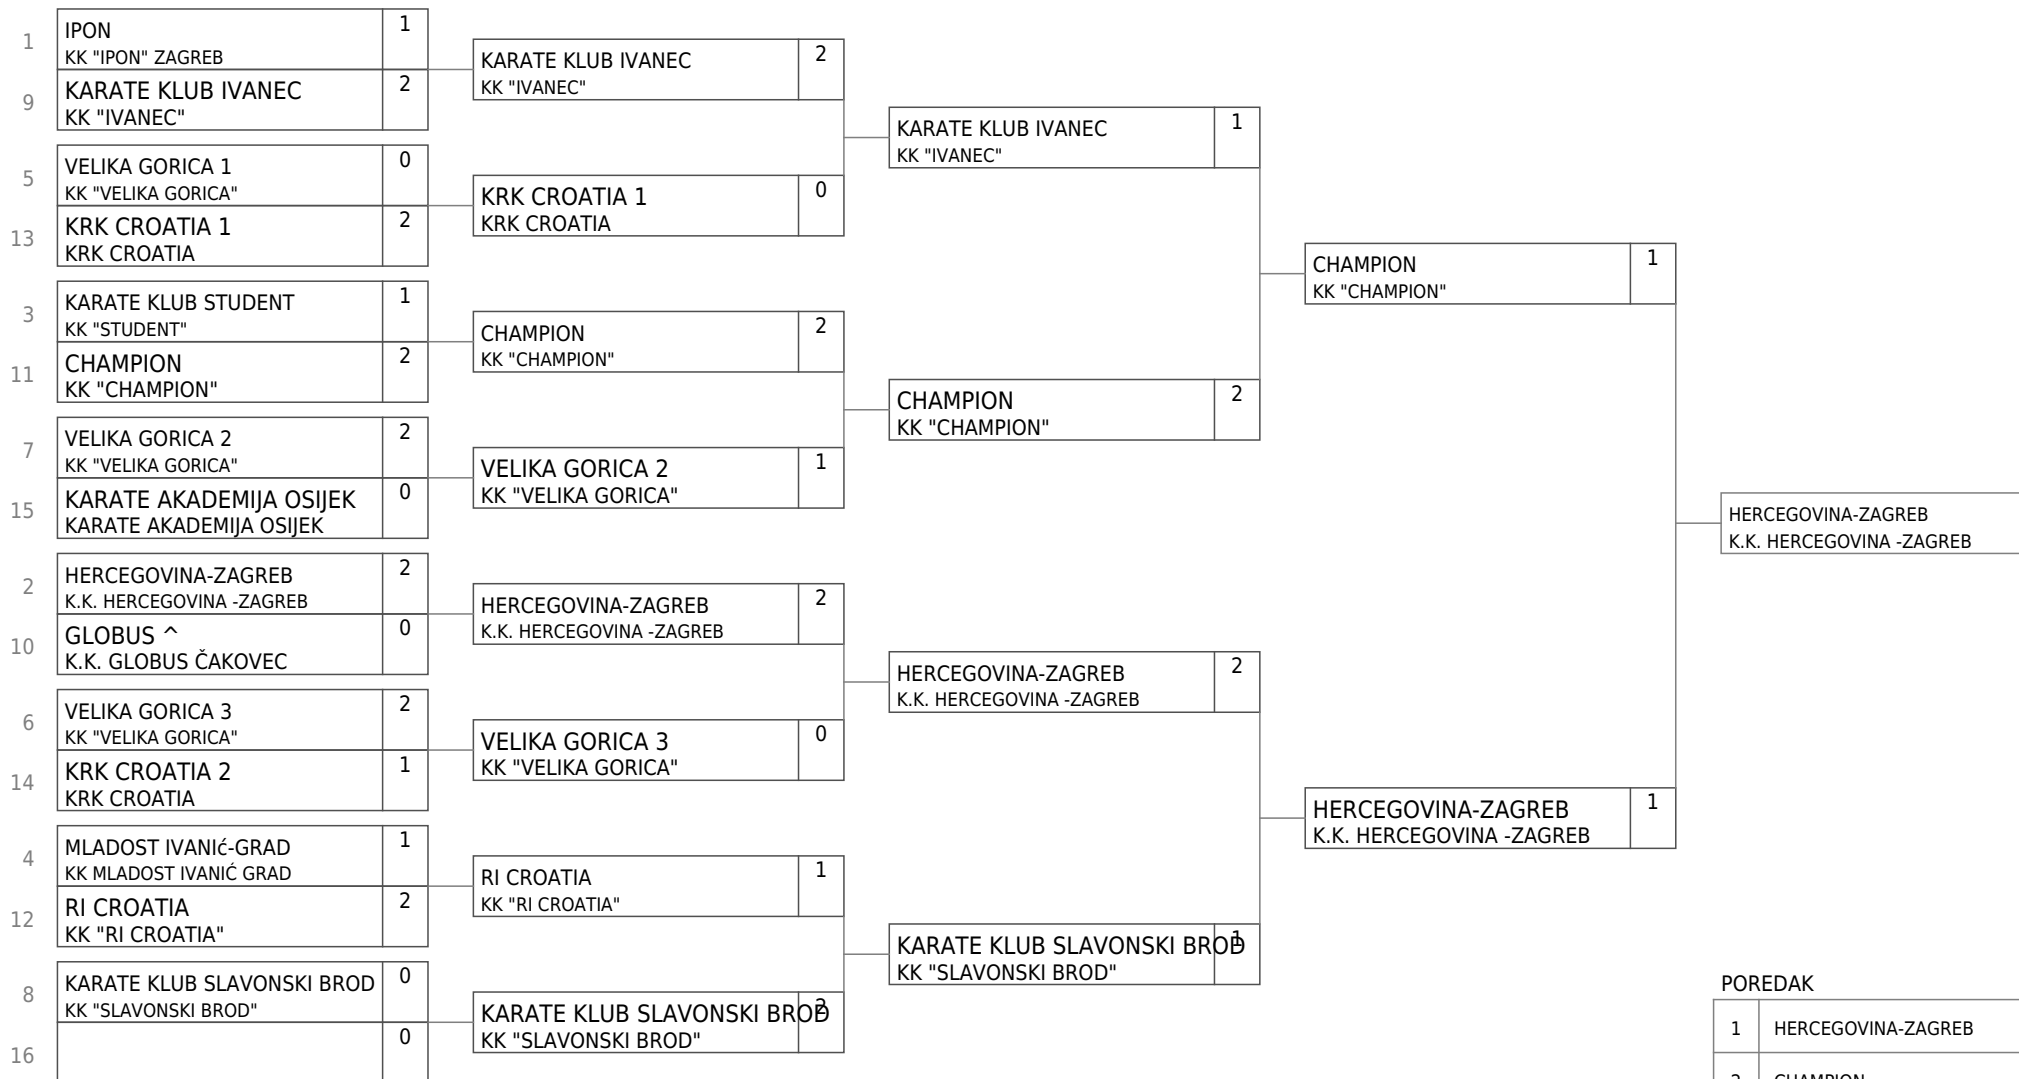 1
IPON
KK "IPON" ZAGREB
1
9
KARATE KLUB IVANEC
KK "IVANEC"
2
5
VELIKA GORICA 1
KK "VELIKA GORICA"
0
13
KRK CROATIA 1
KRK CROATIA
2
3
KARATE KLUB STUDENT
KK "STUDENT"
1
11
CHAMPION
KK "CHAMPION"
2
7
VELIKA GORICA 2
KK "VELIKA GORICA"
2
15
KARATE AKADEMIJA OSIJEK
KARATE AKADEMIJA OSIJEK
0
2
HERCEGOVINA-ZAGREB
K.K. HERCEGOVINA -ZAGREB
2
10
GLOBUS ^
K.K. GLOBUS ČAKOVEC
0
6
VELIKA GORICA 3
KK "VELIKA GORICA"
2
14
KRK CROATIA 2
KRK CROATIA
1
4
MLADOST IVANIć-GRAD
KK MLADOST IVANIĆ GRAD
1
12
RI CROATIA
KK "RI CROATIA"
2
8
KARATE KLUB SLAVONSKI BROD
KK "SLAVONSKI BROD"
0
16
0
KARATE KLUB IVANEC
KK "IVANEC"
2
KRK CROATIA 1
KRK CROATIA
0
CHAMPION
KK "CHAMPION"
2
VELIKA GORICA 2
KK "VELIKA GORICA"
1
HERCEGOVINA-ZAGREB
K.K. HERCEGOVINA -ZAGREB
2
VELIKA GORICA 3
KK "VELIKA GORICA"
0
RI CROATIA
KK "RI CROATIA"
1
KARATE KLUB SLAVONSKI BROD
KK "SLAVONSKI BROD"
2
KARATE KLUB IVANEC
KK "IVANEC"
1
CHAMPION
KK "CHAMPION"
2
HERCEGOVINA-ZAGREB
K.K. HERCEGOVINA -ZAGREB
2
KARATE KLUB SLAVONSKI BROD
KK "SLAVONSKI BROD"
1
CHAMPION
KK "CHAMPION"
1
HERCEGOVINA-ZAGREB
K.K. HERCEGOVINA -ZAGREB
1
HERCEGOVINA-ZAGREB
K.K. HERCEGOVINA -ZAGREB
POREDAK
1
HERCEGOVINA-ZAGREB
2
CHAMPION